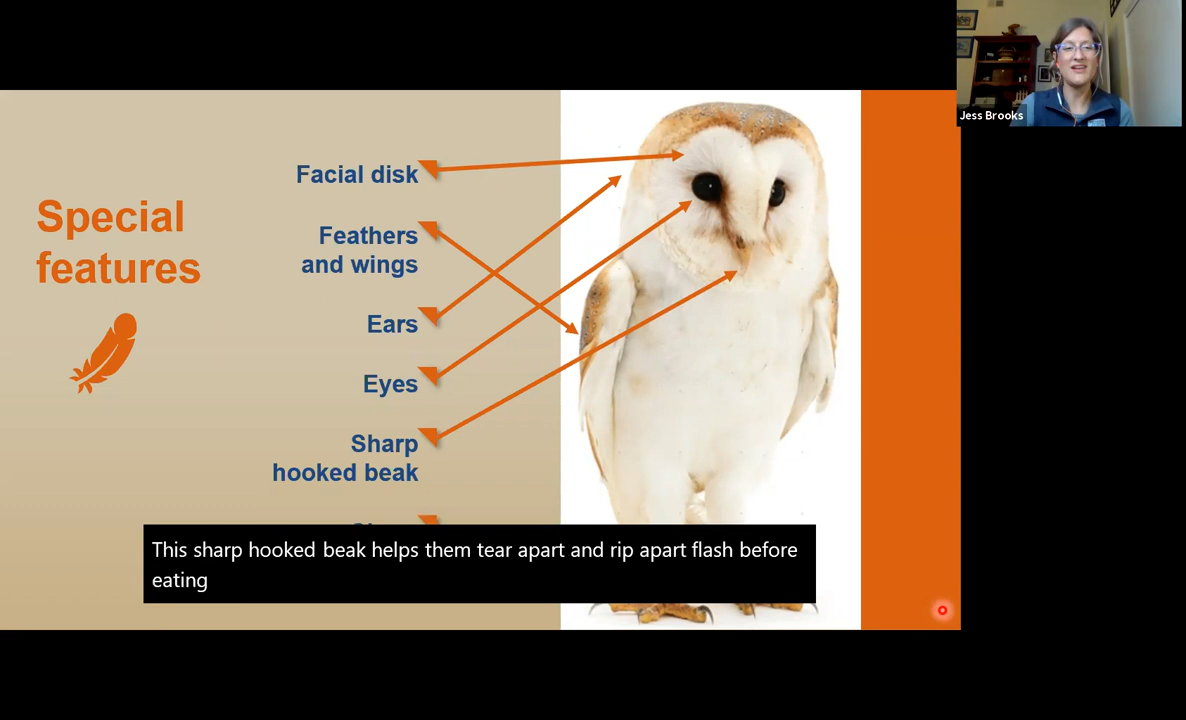 Special
features
Facial disk
Feathers
and wings
Ears
Eyes
Sharp
hooked beak
This sharp hooked beak helps them tear apart and rip apart flash before
eating
Jess Brooks